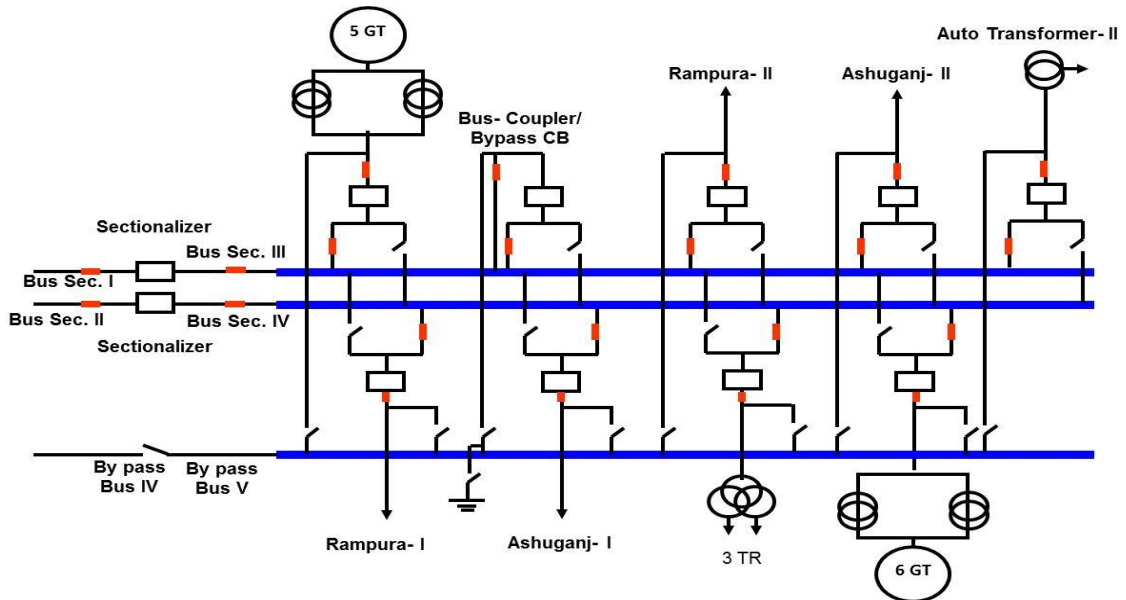 5 GT
Auto Transformer- II
Rampura- II
Ashuganj- II
Bus- Coupler/
Bypass CB
Sectionalizer
Bus Sec. III
Bus Sec. I
Bus Sec. II
Bus Sec. IV
Sectionalizer
By pass
Bus IV
By pass
Bus V
Rampura- I
Ashuganj- I
3 TR
6 GT